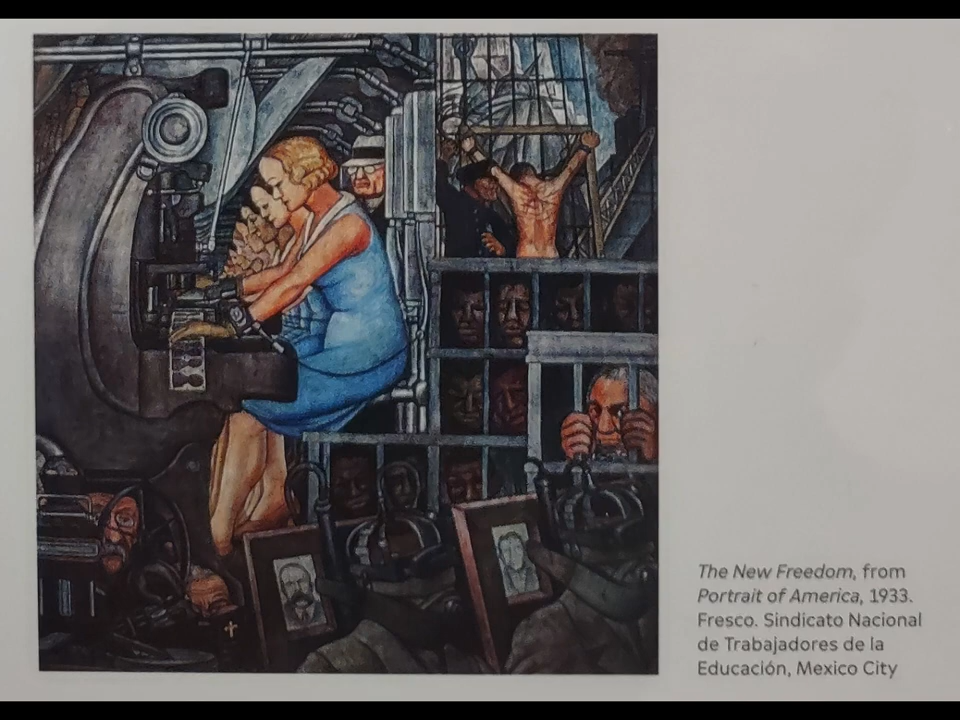 The New Freedom, from
Portrait of America, 1933.
Fresco. Sindicato Nacional
de Trabajadores de la
Educación, Mexico City